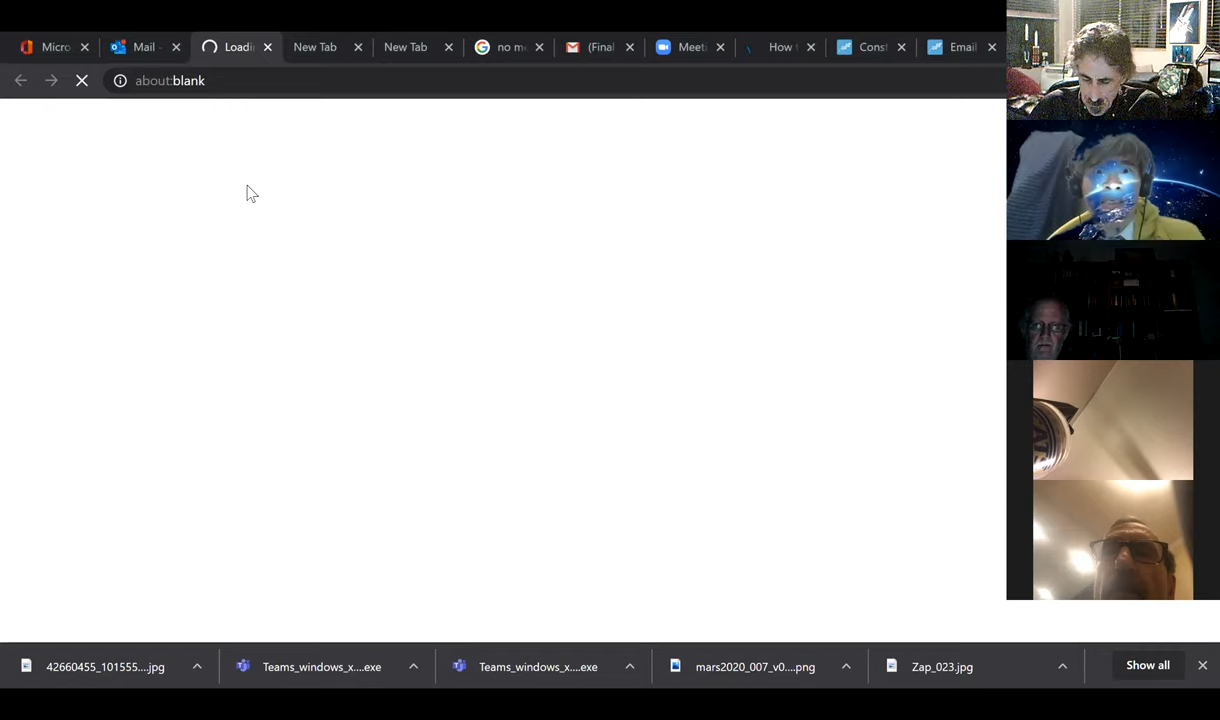 Micro
Mail -
Loadi
New Tab
New Tab
no m
(Final
Meeti
How
Const
Email
about:blank
42660455_101555....jpg
Teams_windows_x....exe
Teams_windows_x....exe
mars2020_007_v0....png
Zap_023.jpg
Show all